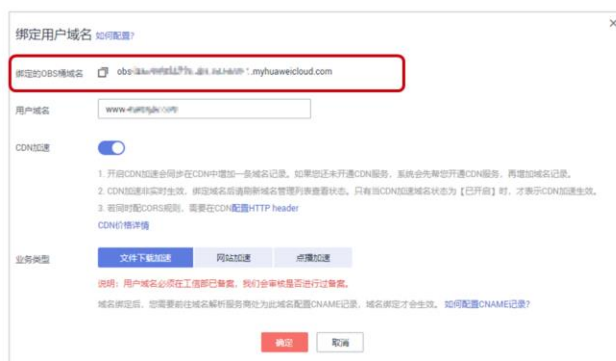 绑定用户域名 如何配置?
绑定的OBS桶域名 obs- .myhuaweicloud.com
用户域名 www.
CDN加速
1. 开启CDN加速会同步在CDN中增加一条域名记录。如果您还未开通CDN服务，系统会先帮您开通CDN服务，再增加域名记录。
2. CDN加速非实时生效，绑定域名后请刷新域名管理列表查看状态。只有当CDN加速域名状态为【已开启】时，才表示CDN加速生效。
3. 若同时配CORS规则，需要在CDN配置HTTP header
CDN价格详情
业务类型 文件下载加速 网站加速 点播加速
说明：用户域名必须在工信部已备案，我们会审核是否进行过备案。
域名绑定后，您需要前往域名解析服务商处为此域名配置CNAME记录，域名绑定才会生效。 如何配置CNAME记录?
确定 取消